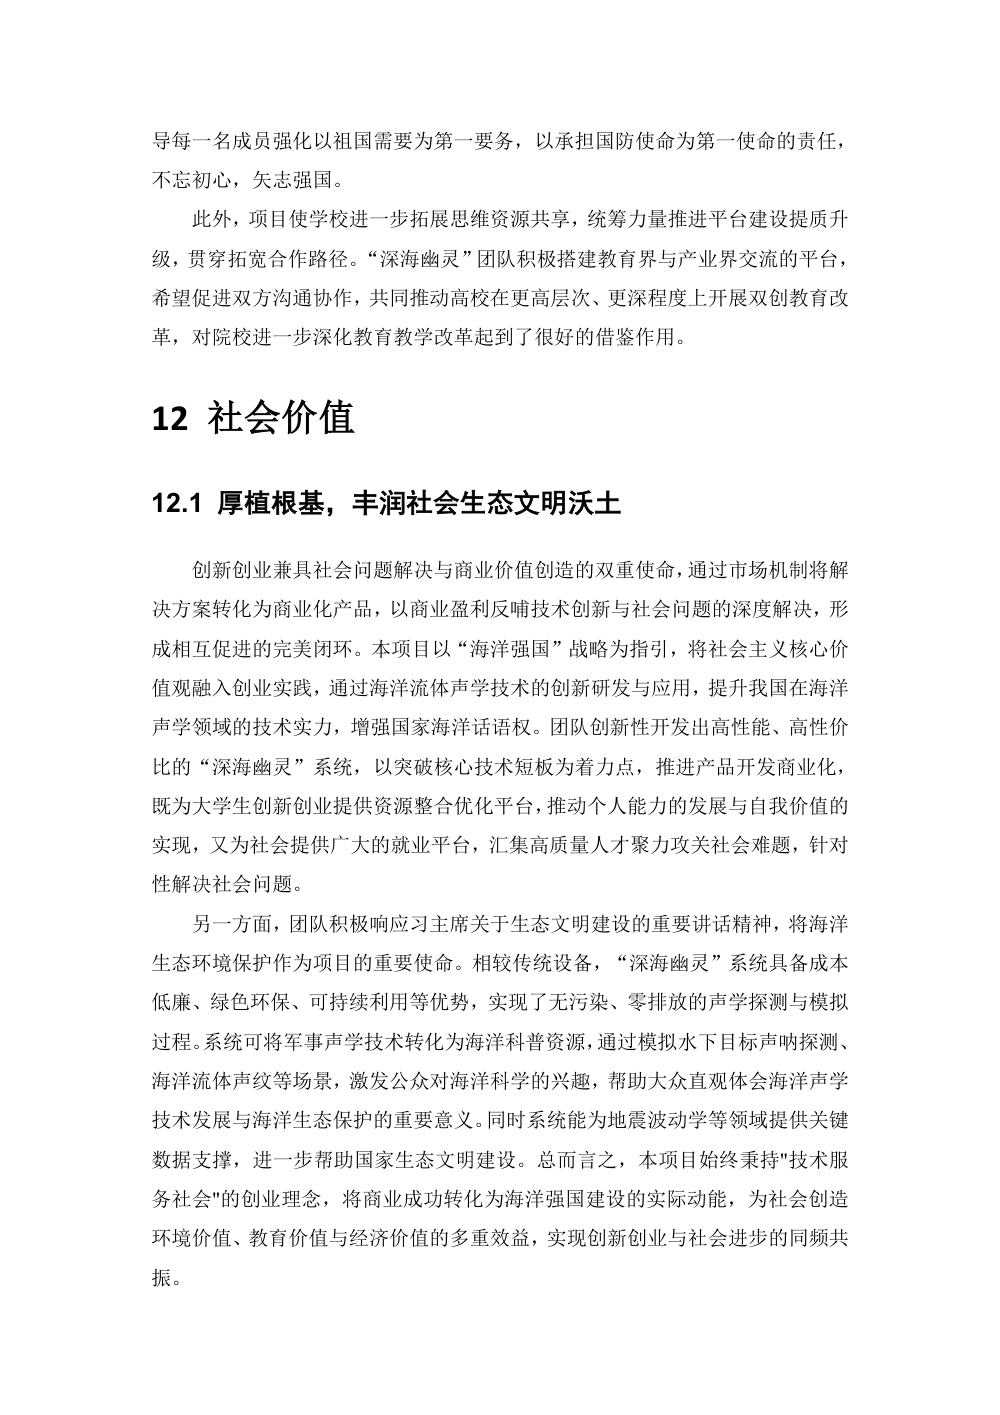 导每一名成员强化以祖国需要为第一要务，以承担国防使命为第一使命的责任，
不忘初心，矢志强国。
此外，项目使学校进一步拓展思维资源共享，统筹力量推进平台建设提质升
级，贯穿拓宽合作路径。“深海幽灵”团队积极搭建教育界与产业界交流的平台，
希望促进双方沟通协作，共同推动高校在更高层次、更深程度上开展双创教育改
革，对院校进一步深化教育教学改革起到了很好的借鉴作用。
12 社会价值
12.1 厚植根基，丰润社会生态文明沃土
创新创业兼具社会问题解决与商业价值创造的双重使命，通过市场机制将解
决方案转化为商业化产品，以商业盈利反哺技术创新与社会问题的深度解决，形
成相互促进的完美闭环。本项目以“海洋强国”战略为指引，将社会主义核心价
值观融入创业实践，通过海洋流体声学技术的创新研发与应用，提升我国在海洋
声学领域的技术实力，增强国家海洋话语权。团队创新性开发出高性能、高性价
比的“深海幽灵”系统，以突破核心技术短板为着力点，推进产品开发商业化，
既为大学生创新创业提供资源整合优化平台，推动个人能力的发展与自我价值的
实现，又为社会提供广大的就业平台，汇集高质量人才聚力攻关社会难题，针对
性解决社会问题。
另一方面，团队积极响应习主席关于生态文明建设的重要讲话精神，将海洋
生态环境保护作为项目的重要使命。相较传统设备，“深海幽灵”系统具备成本
低廉、绿色环保、可持续利用等优势，实现了无污染、零排放的声学探测与模拟
过程。系统可将军事声学技术转化为海洋科普资源，通过模拟水下目标声呐探测、
海洋流体声纹等场景，激发公众对海洋科学的兴趣，帮助大众直观体会海洋声学
技术发展与海洋生态保护的重要意义。同时系统能为地震波动学等领域提供关键
数据支撑，进一步帮助国家生态文明建设。总而言之，本项目始终秉持"技术服
务社会"的创业理念，将商业成功转化为海洋强国建设的实际动能，为社会创造
环境价值、教育价值与经济价值的多重效益，实现创新创业与社会进步的同频共
振。